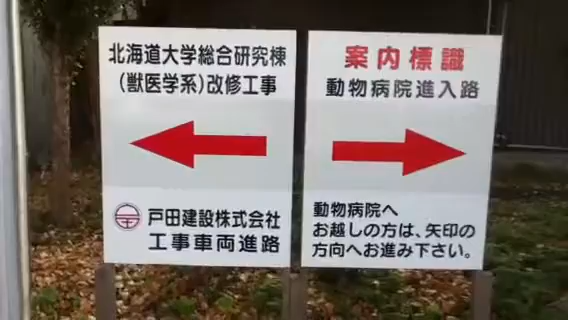 北海道大学総合研究棟
(獣医学系)改修工事
戸田建設株式会社
工事車両進路
案内標識
動物病院進入路
動物病院へ
お越しの方は、矢印の
方向へお進み下さい。